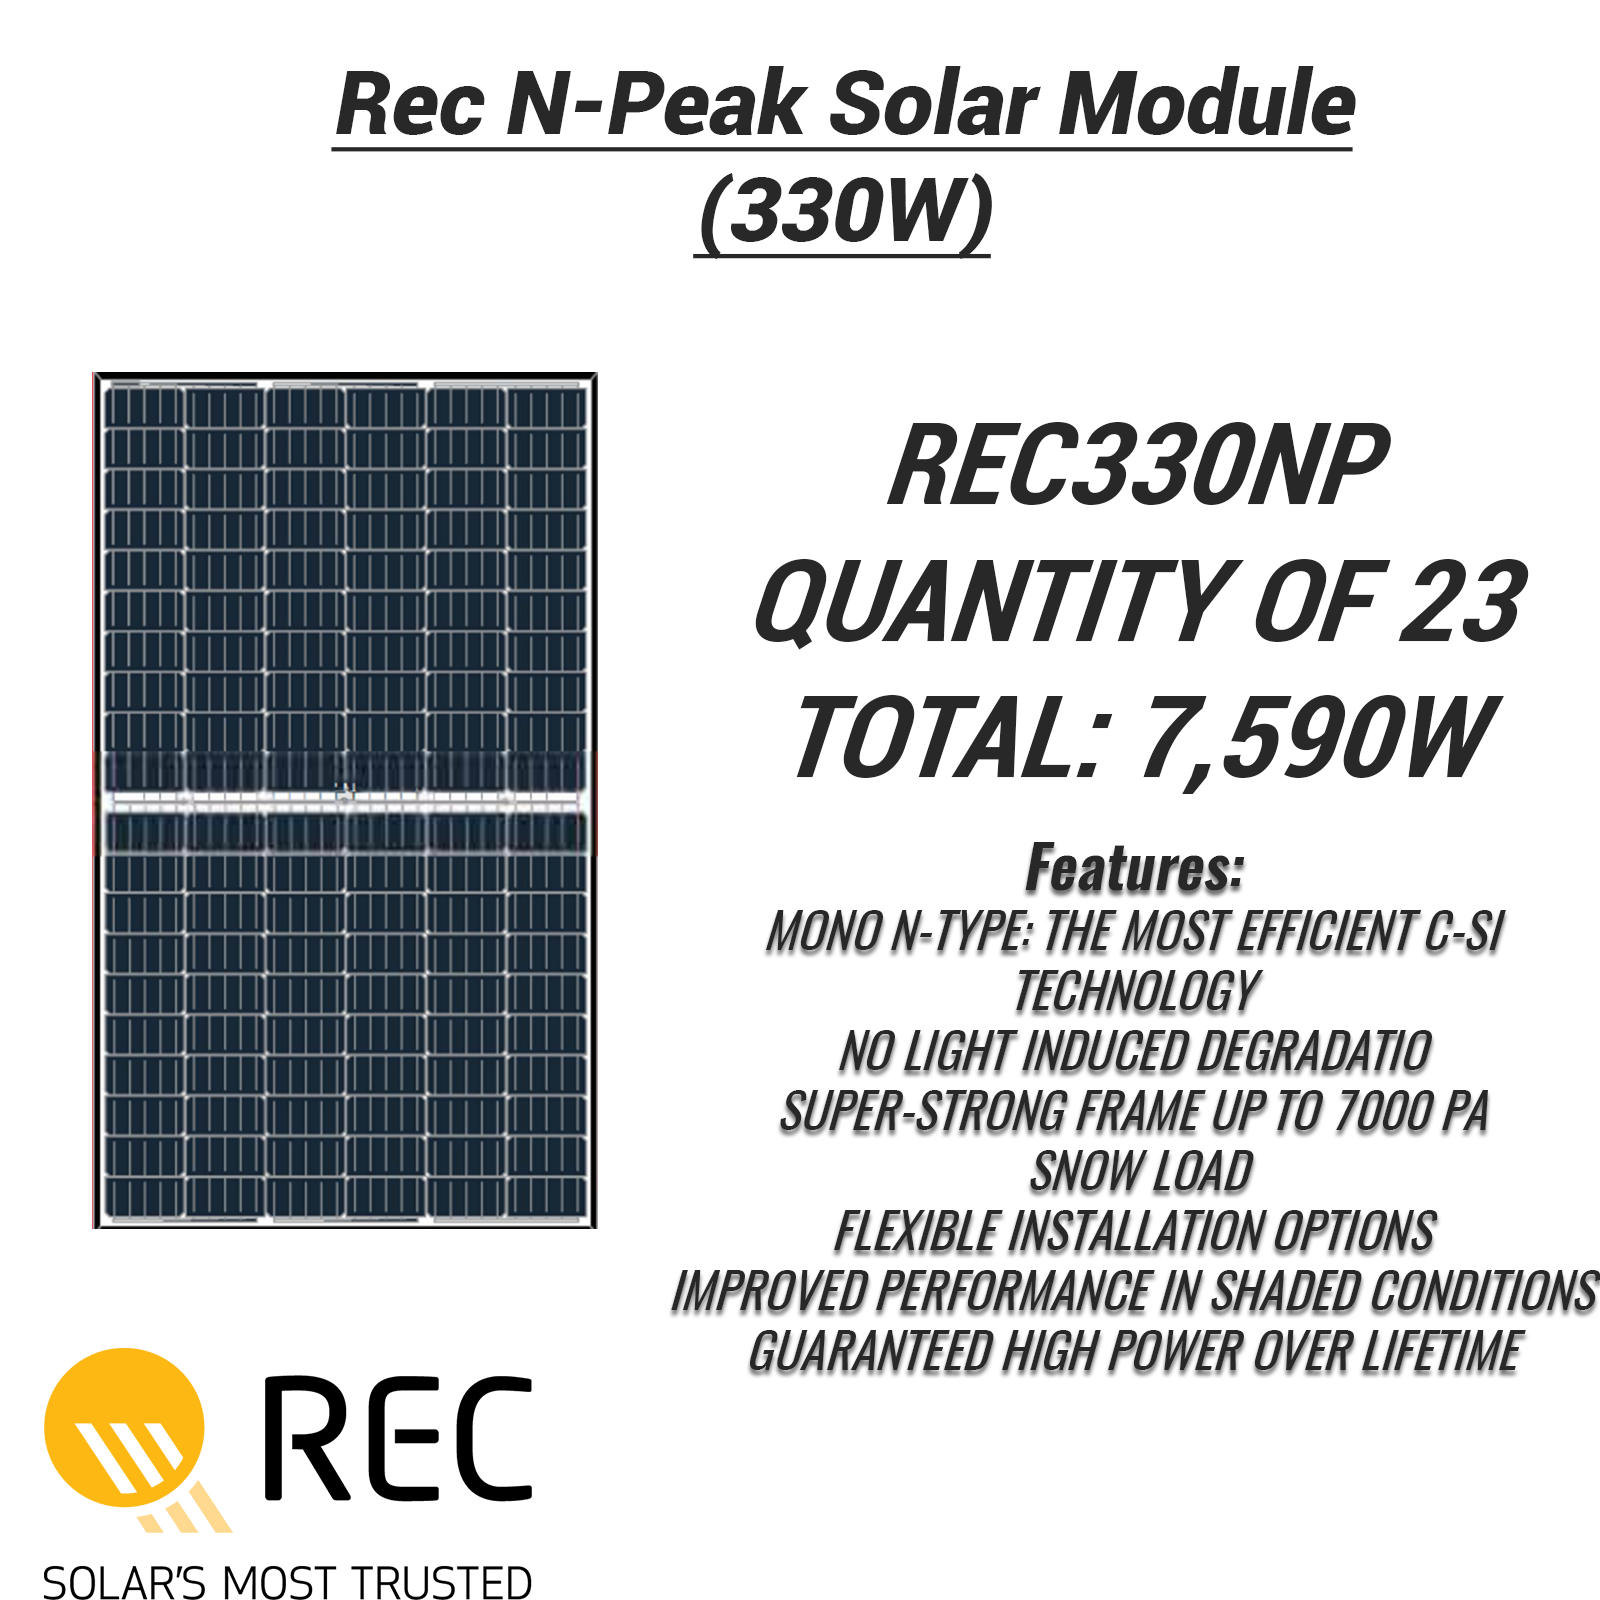 Rec N-Peak Solar Module
(330W)
REC330NP
QUANTITY OF 23
TOTAL: 7,590W
Features:
MONO N-TYPE: THE MOST EFFICIENT C-SI
TECHNOLOGY
NO LIGHT INDUCED DEGRADATIO
SUPER-STRONG FRAME UP TO 7000 PA
SNOW LOAD
FLEXIBLE INSTALLATION OPTIONS
IMPROVED PERFORMANCE IN SHADED CONDITIONS
GUARANTEED HIGH POWER OVER LIFETIME
REC
SOLAR'S MOST TRUSTED